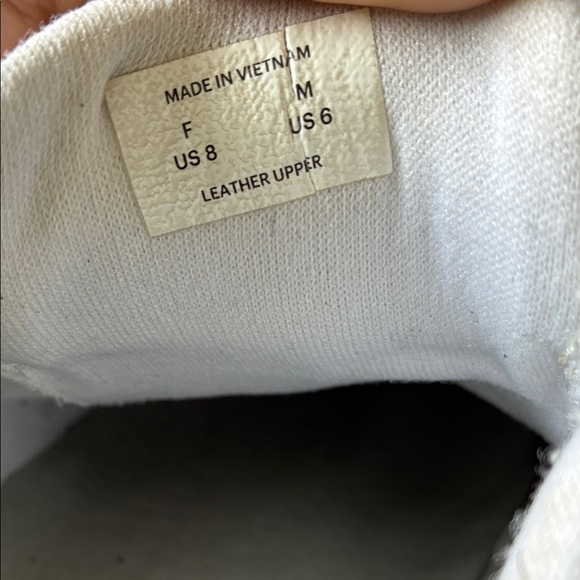 MADE IN VIETNAM
F M
US 8 US 6
LEATHER UPPER